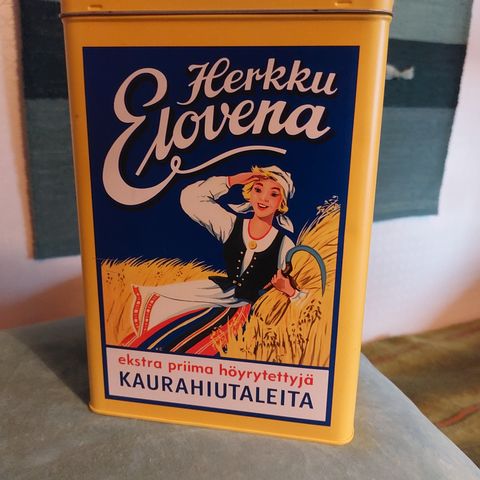 Herkku
Elovena
ekstra priima höyrytettyjä
KAURAHIUTALEITA